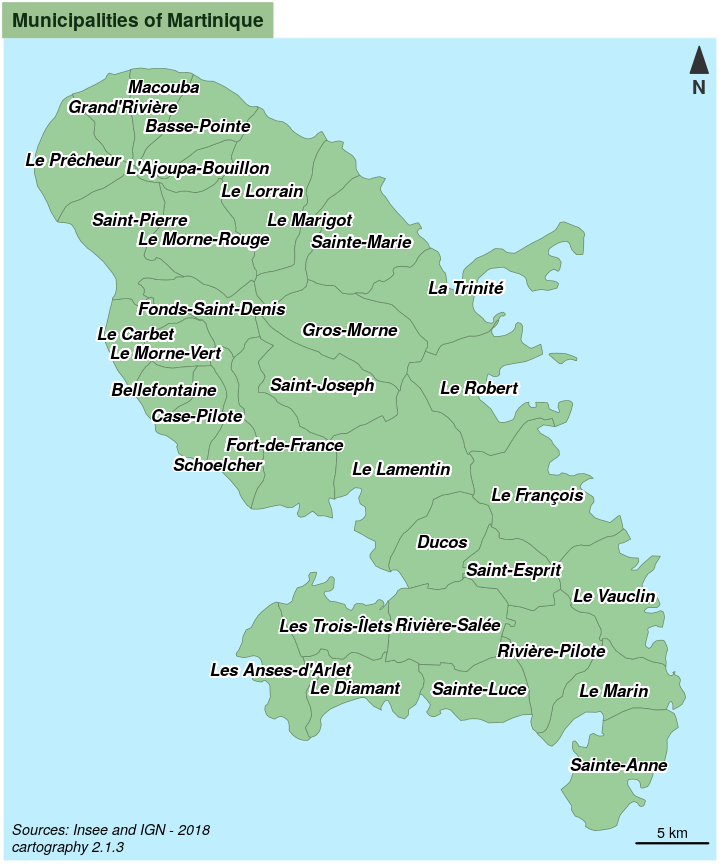 Municipalities of Martinique
N
Macouba
Grand'Rivière
Basse-Pointe
Le Prêcheur
L'Ajoupa-Bouillon
Le Lorrain
Saint-Pierre
Le Marigot
Le Morne-Rouge
Sainte-Marie
La Trinité
Fonds-Saint-Denis
Gros-Morne
Le Carbet
Le Morne-Vert
Saint-Joseph
Le Robert
Bellefontaine
Case-Pilote
Fort-de-France
Schoelcher
Le Lamentin
Le François
Ducos
Saint-Esprit
Le Vauclin
Les Trois-Îlets
Rivière-Salée
Rivière-Pilote
Les Anses-d'Arlet
Le Diamant
Sainte-Luce
Le Marin
Sainte-Anne
Sources: Insee and IGN - 2018
cartography 2.1.3
5 km